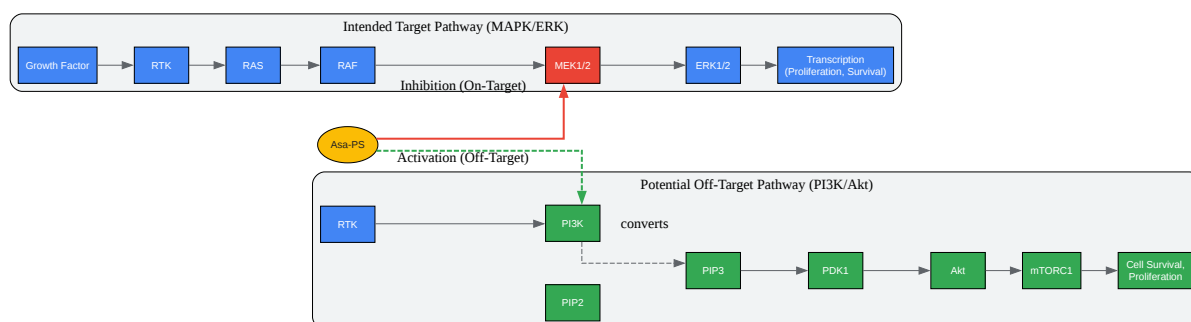 Intended Target Pathway (MAPK/ERK)
Growth Factor
RTK
RAS
RAF
MEK1/2
ERK1/2
Transcription
(Proliferation, Survival)
Inhibition (On-Target)
Asa-PS
Activation (Off-Target)
Potential Off-Target Pathway (PI3K/Akt)
RTK
PI3K
converts
PIP3
PDK1
Akt
mTORC1
Cell Survival,
Proliferation
PIP2